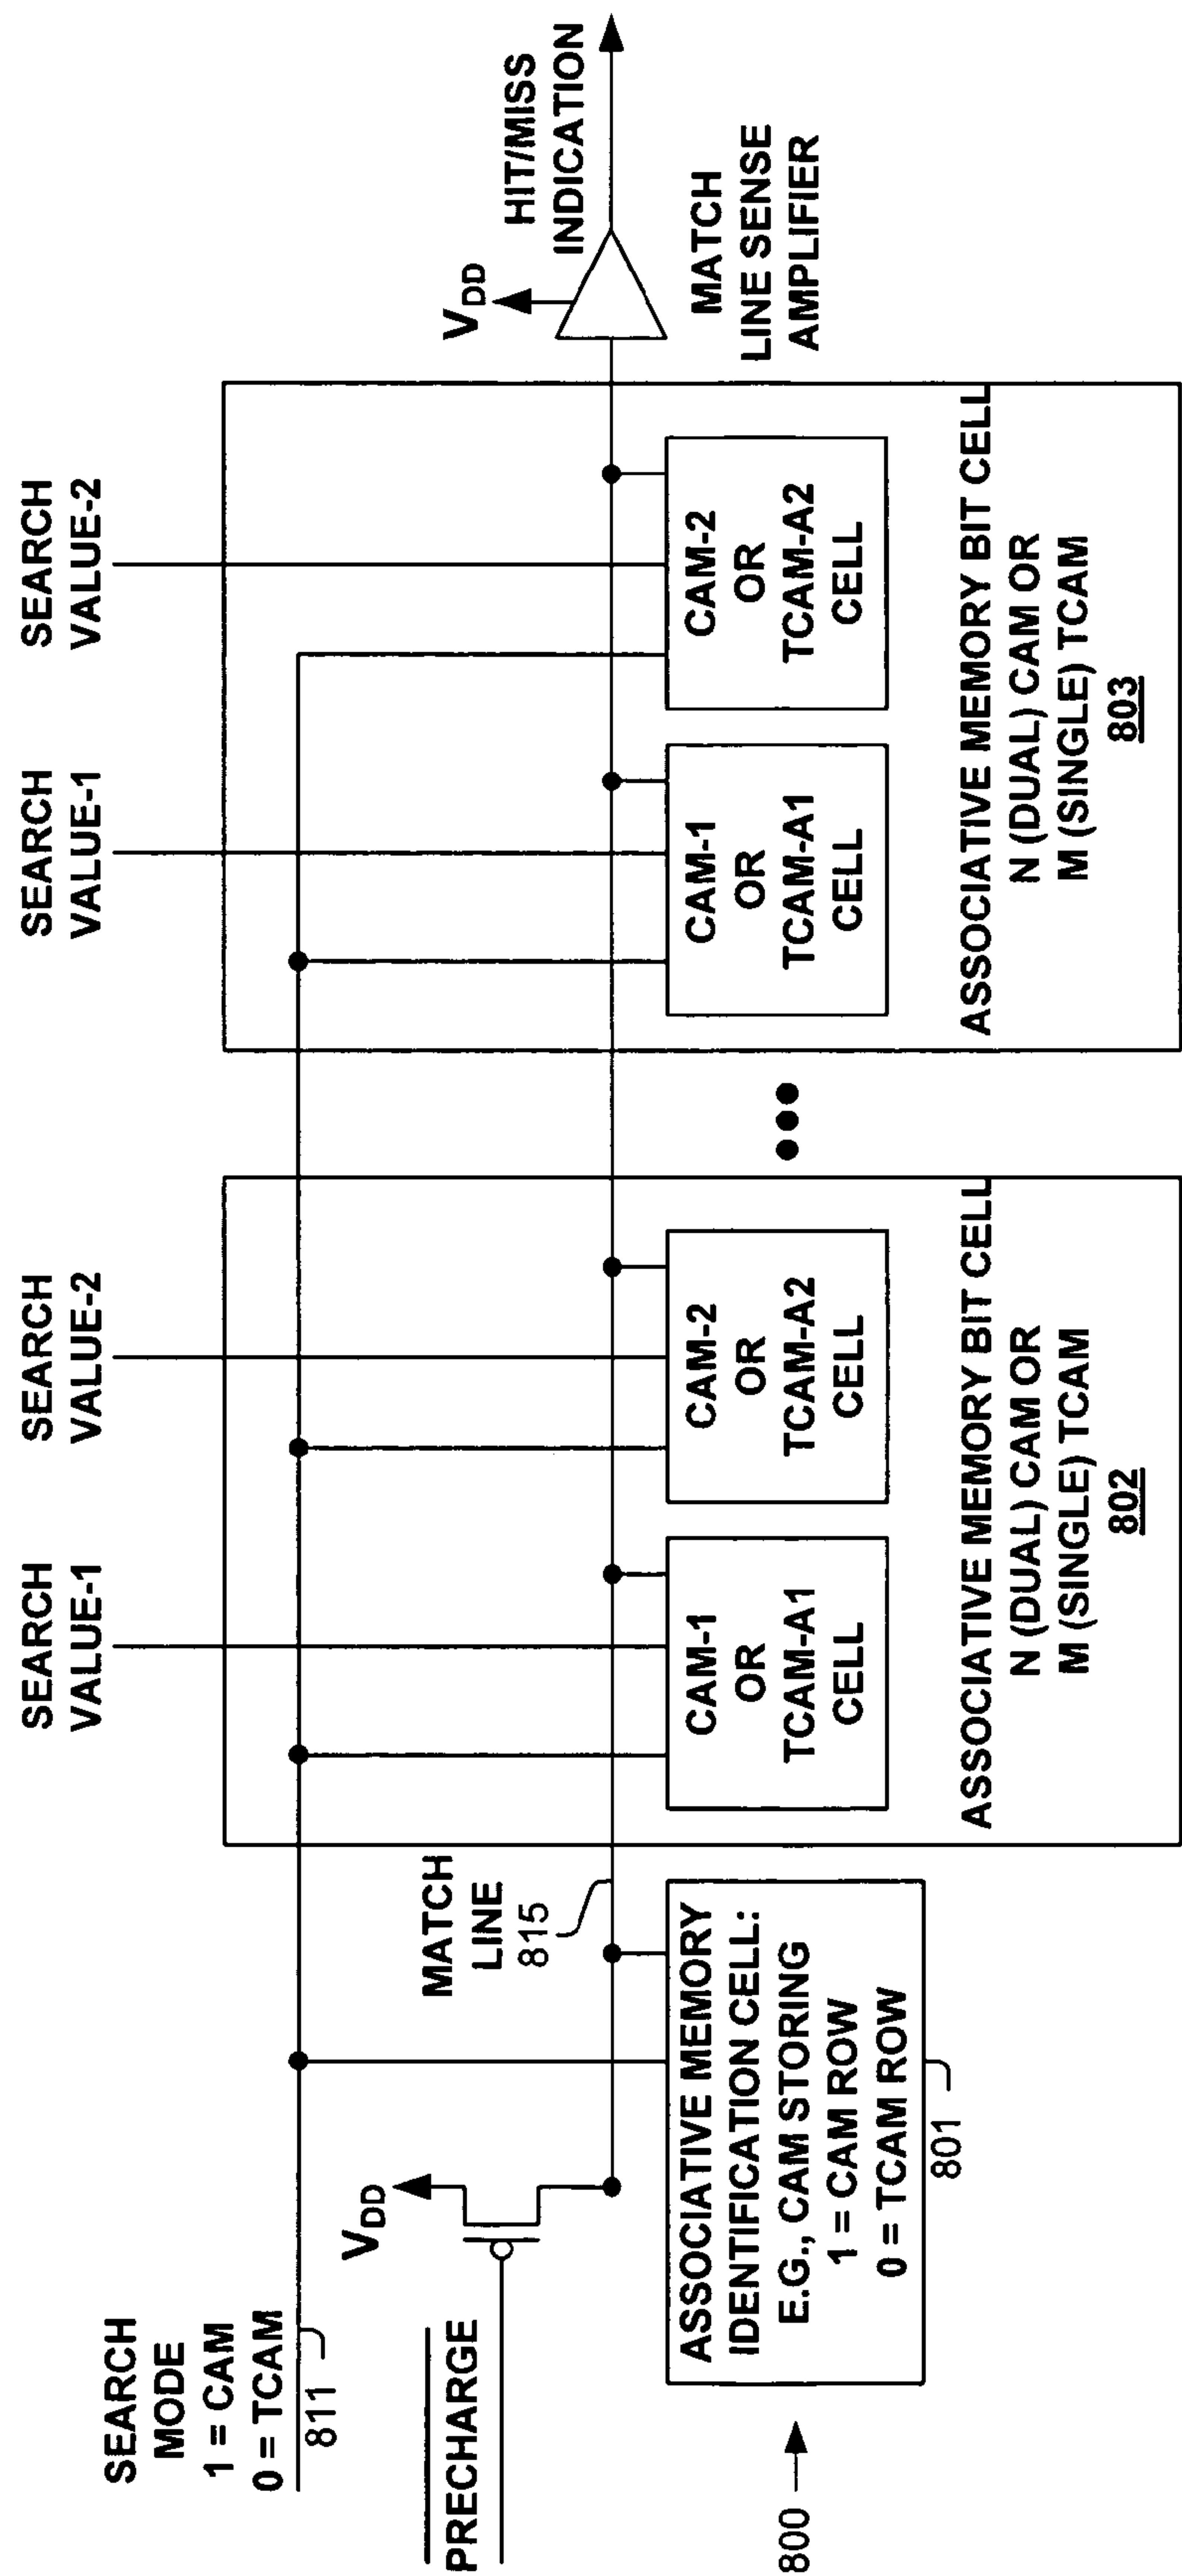 SEARCH
MODE
1 = CAM
0 = TCAM
811
PRECHARGE
VDD
MATCH
LINE
815
ASSOCIATIVE MEMORY
IDENTIFICATION CELL:
E.G., CAM STORING
1 = CAM ROW
0 = TCAM ROW
801
800
SEARCH
VALUE-1
SEARCH
VALUE-2
CAM-1
OR
TCAM-A1
CELL
CAM-2
OR
TCAM-A2
CELL
ASSOCIATIVE MEMORY BIT CELL
N (DUAL) CAM OR
M (SINGLE) TCAM
802
SEARCH
VALUE-1
SEARCH
VALUE-2
CAM-1
OR
TCAM-A1
CELL
CAM-2
OR
TCAM-A2
CELL
ASSOCIATIVE MEMORY BIT CELL
N (DUAL) CAM OR
M (SINGLE) TCAM
803
VDD
HIT/MISS
INDICATION
MATCH
LINE SENSE
AMPLIFIER